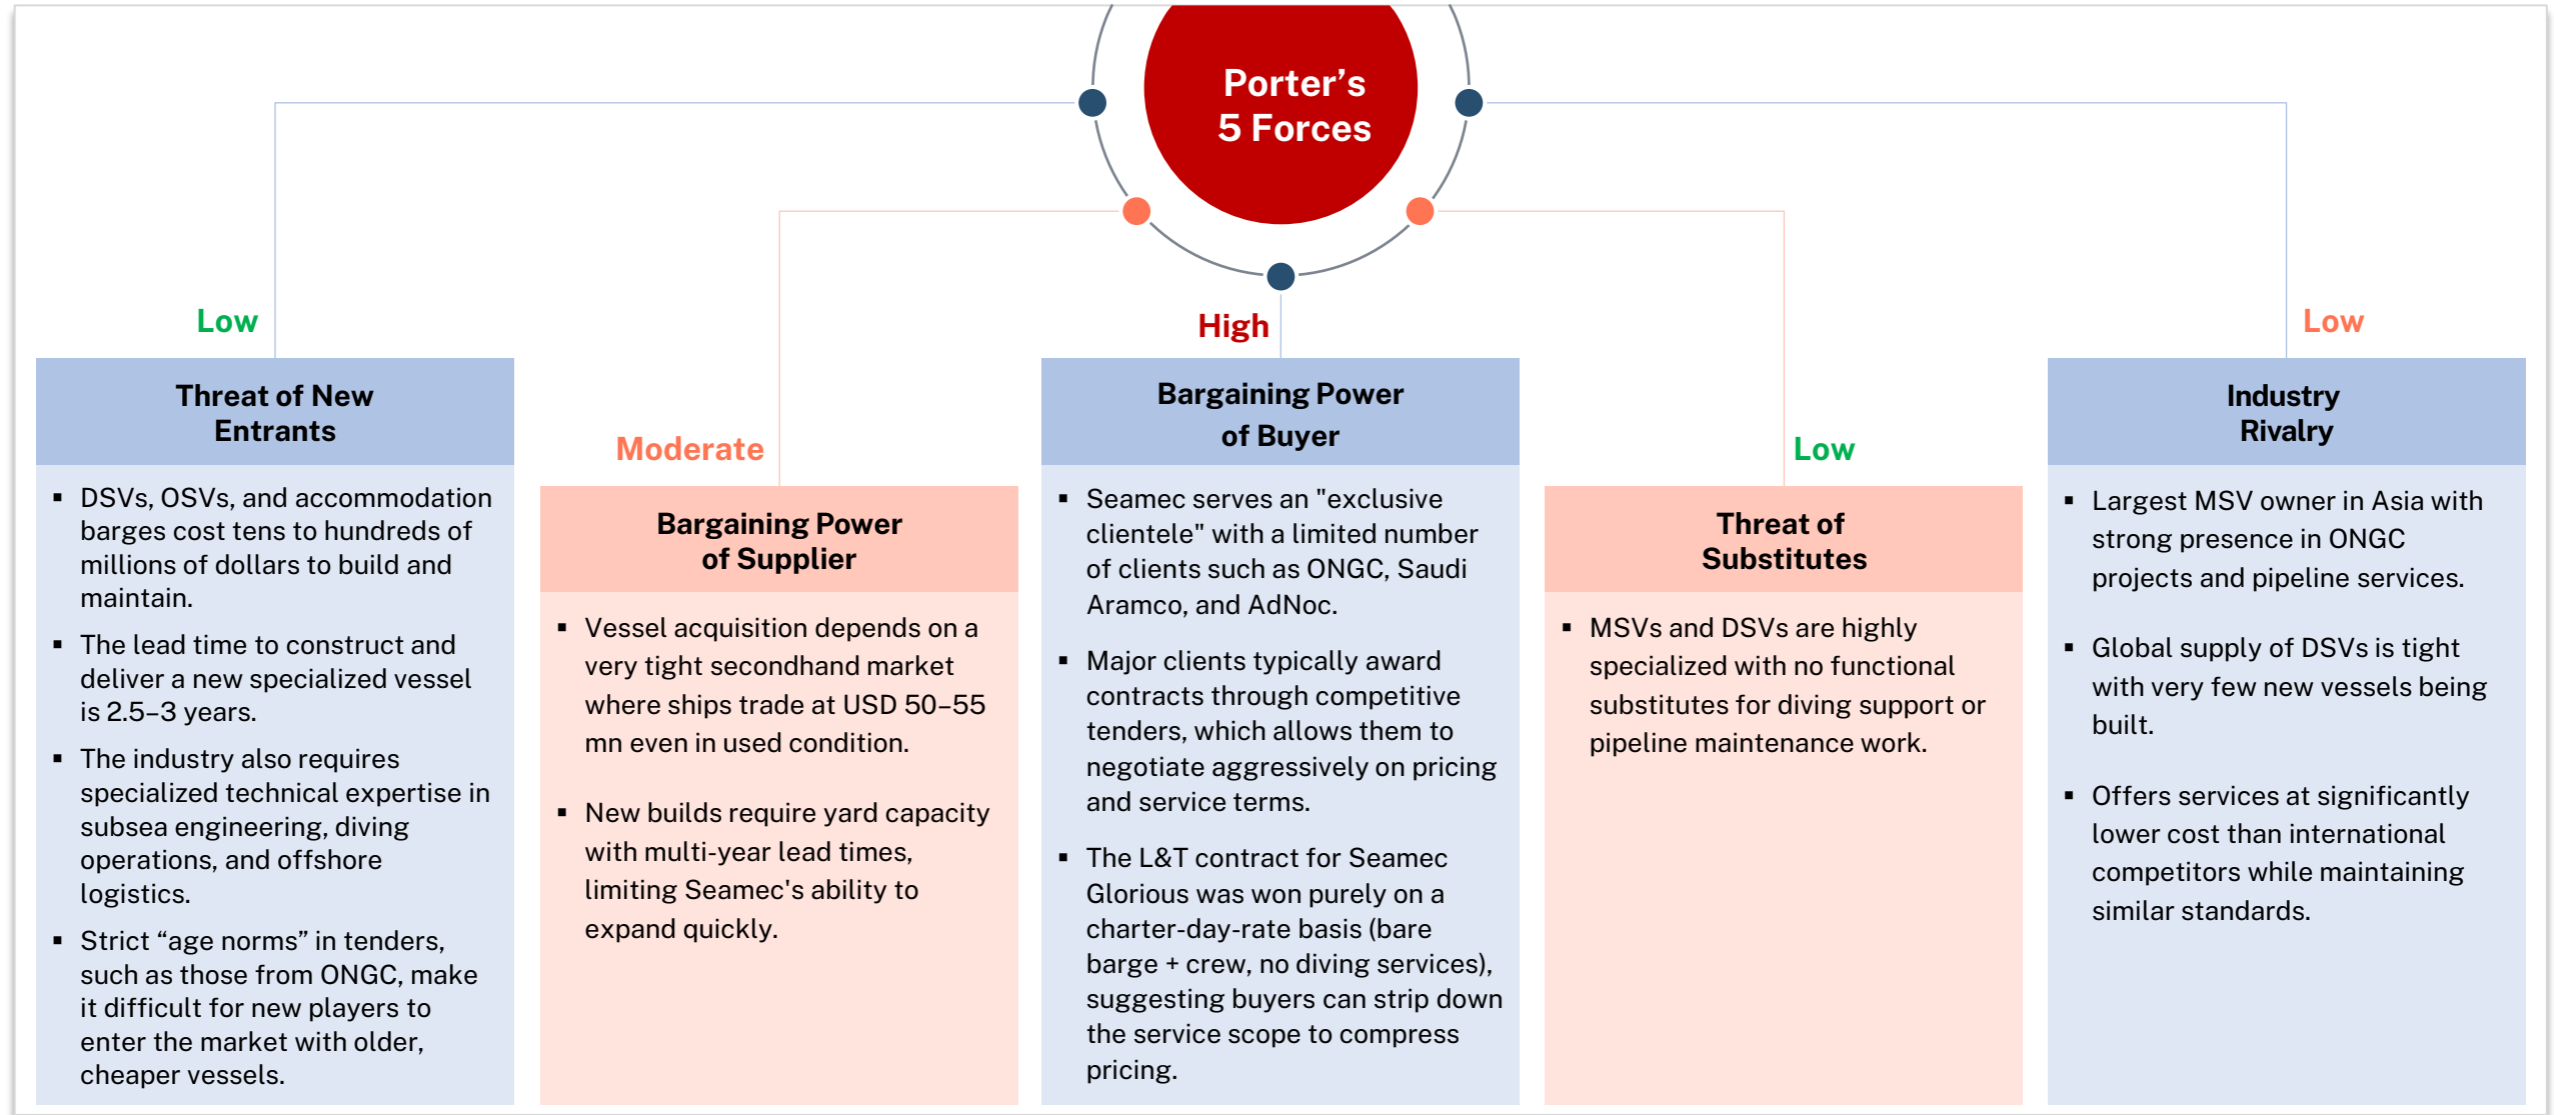 Porter’s
5 Forces
Low
Threat of New
Entrants
▪ DSVs, OSVs, and accommodation
barges cost tens to hundreds of
millions of dollars to build and
maintain.
▪ The lead time to construct and
deliver a new specialized vessel
is 2.5–3 years.
▪ The industry also requires
specialized technical expertise in
subsea engineering, diving
operations, and offshore
logistics.
▪ Strict “age norms” in tenders,
such as those from ONGC, make
it difficult for new players to
enter the market with older,
cheaper vessels.
Moderate
Bargaining Power
of Supplier
▪ Vessel acquisition depends on a
very tight secondhand market
where ships trade at USD 50–55
mn even in used condition.
▪ New builds require yard capacity
with multi-year lead times,
limiting Seamec's ability to
expand quickly.
High
Bargaining Power
of Buyer
▪ Seamec serves an "exclusive
clientele" with a limited number
of clients such as ONGC, Saudi
Aramco, and AdNoc.
▪ Major clients typically award
contracts through competitive
tenders, which allows them to
negotiate aggressively on pricing
and service terms.
▪ The L&T contract for Seamec
Glorious was won purely on a
charter-day-rate basis (bare
barge + crew, no diving services),
suggesting buyers can strip down
the service scope to compress
pricing.
Low
Threat of
Substitutes
▪ MSVs and DSVs are highly
specialized with no functional
substitutes for diving support or
pipeline maintenance work.
Low
Industry
Rivalry
▪ Largest MSV owner in Asia with
strong presence in ONGC
projects and pipeline services.
▪ Global supply of DSVs is tight
with very few new vessels being
built.
▪ Offers services at significantly
lower cost than international
competitors while maintaining
similar standards.